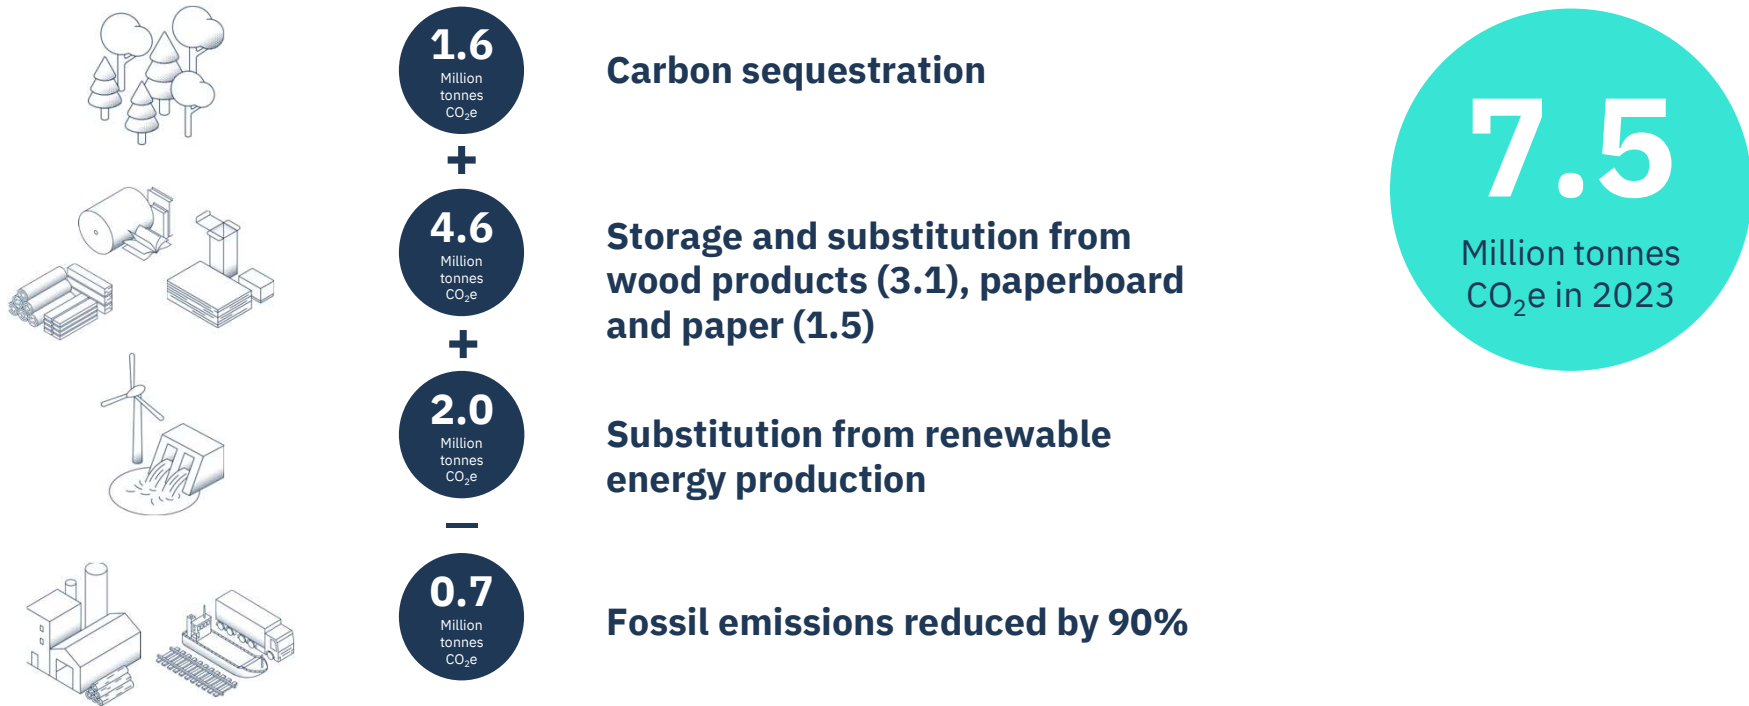 1.6
Million
tonnes
CO₂e
Carbon sequestration
+
4.6
Million
tonnes
CO₂e
Storage and substitution from
wood products (3.1), paperboard
and paper (1.5)
+
2.0
Million
tonnes
CO₂e
Substitution from renewable
energy production
–
0.7
Million
tonnes
CO₂e
Fossil emissions reduced by 90%
7.5
Million tonnes
CO₂e in 2023